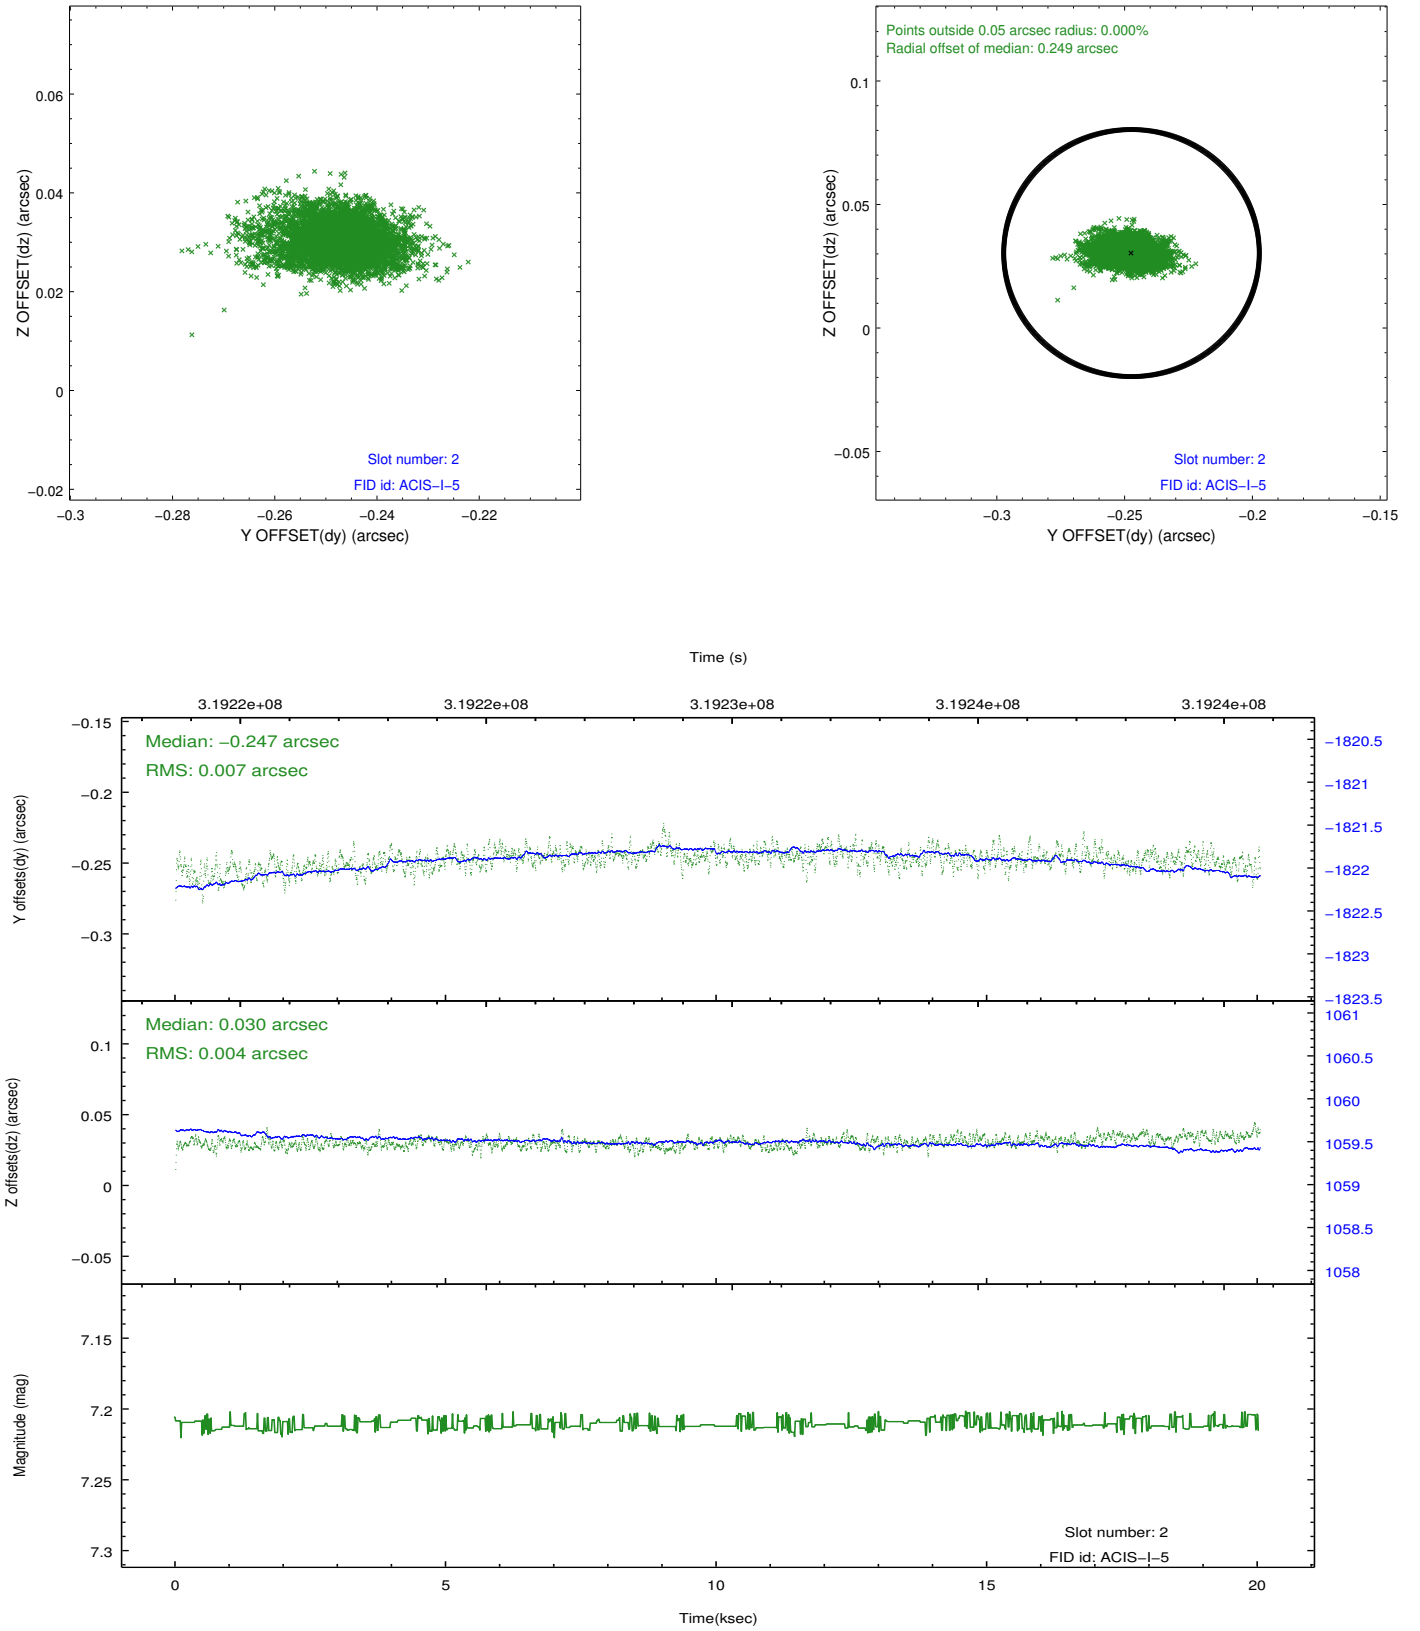 Points outside 0.05 arcsec radius: 0.000%
Radial offset of median: 0.249 arcsec
0.06
0.04
0.02
0
−0.02
Z OFFSET(dz) (arcsec)
Slot number: 2
FID id: ACIS−I−5
−0.3
−0.28
−0.26
−0.24
−0.22
Y OFFSET(dy) (arcsec)
0.1
0.05
0
−0.05
Z OFFSET(dz) (arcsec)
Slot number: 2
FID id: ACIS−I−5
−0.3
−0.25
−0.2
−0.15
Y OFFSET(dy) (arcsec)
Time (s)
3.1922e+08
3.1922e+08
3.1923e+08
3.1924e+08
3.1924e+08
−0.15
−0.2
−0.25
−0.3
Y offsets(dy) (arcsec)
Median: −0.247 arcsec
RMS: 0.007 arcsec
−1820.5
−1821
−1821.5
−1822
−1822.5
−1823
−1823.5
0.1
0.05
0
−0.05
Z offsets(dz) (arcsec)
Median: 0.030 arcsec
RMS: 0.004 arcsec
1061
1060.5
1060
1059.5
1059
1058.5
1058
7.15
7.2
7.25
7.3
Magnitude (mag)
Slot number: 2
FID id: ACIS−I−5
0
5
10
15
20
Time(ksec)